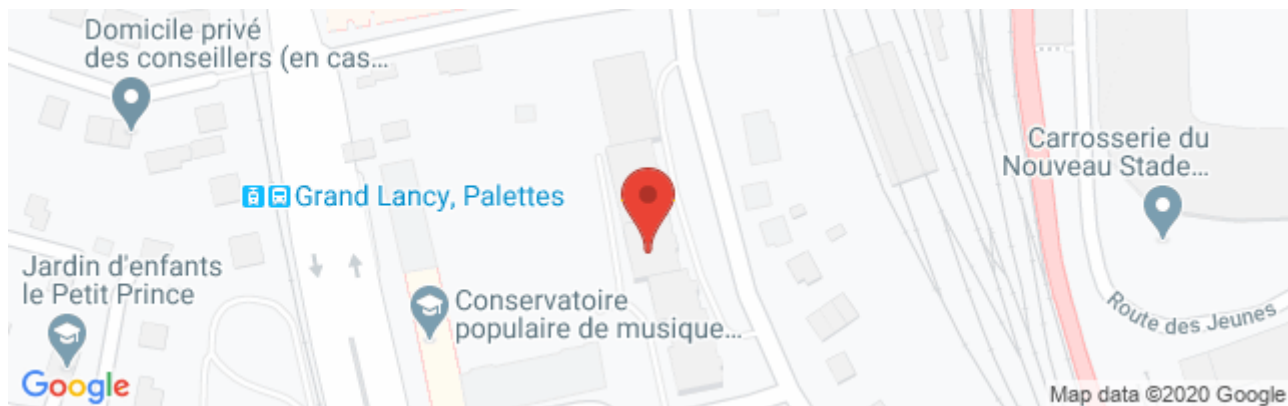 Domicile privé
des conseillers (en cas...
Carrosserie du
Nouveau Stade...
Grand Lancy, Palettes
Jardin d'enfants
le Petit Prince
Conservatoire
populaire de musique...
Route des Jeunes
Google
Map data ©2020 Google